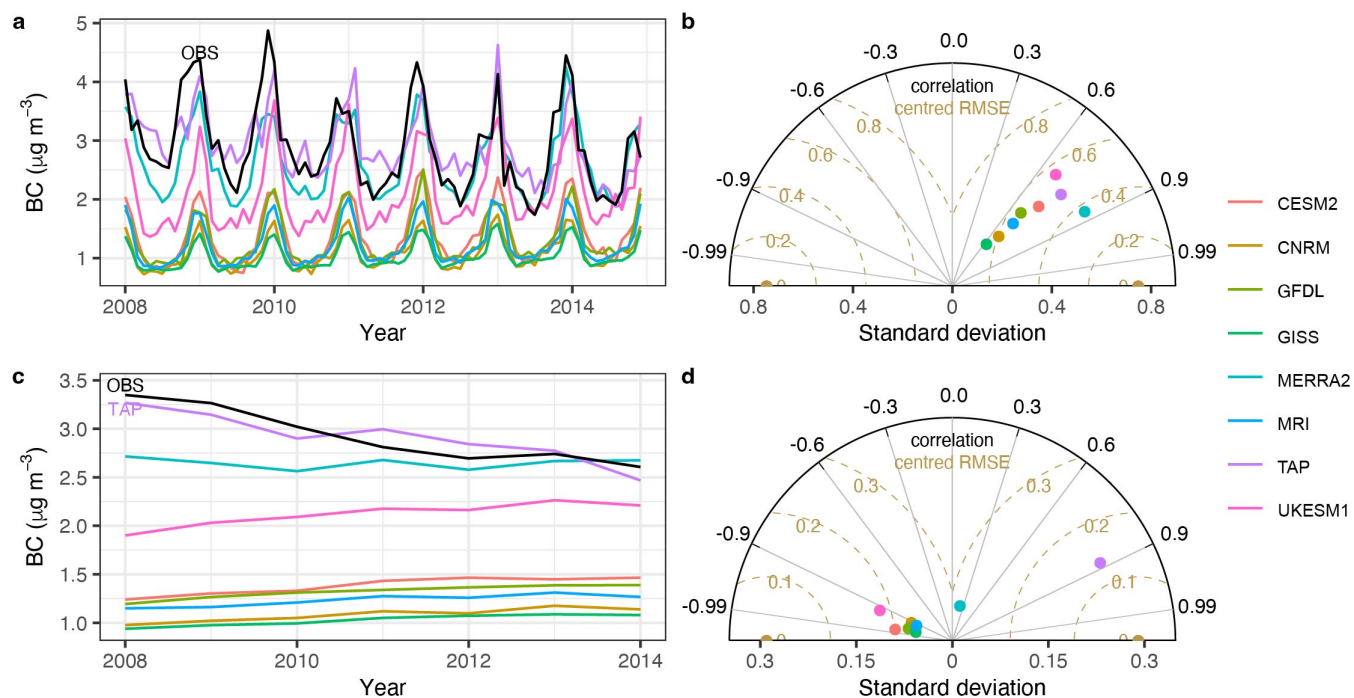 a
5
4
3
2
1
BC (μg m⁻³)
OBS
2008
2010
2012
2014
Year
b
-0.99
-0.9
-0.6
-0.3
0.0
0.3
0.6
0.9
0.99
correlation
centred RMSE
0.8
0.8
0.6
0.6
0.4
0.4
0.2
0.2
0
0
0.8
0.4
0
0.4
0.8
Standard deviation
CESM2
CNRM
GFDL
GISS
MERRA2
MRI
TAP
UKESM1
c
3.5
3.0
2.5
2.0
1.5
1.0
BC (μg m⁻³)
OBS
TAP
2008
2010
2012
2014
Year
d
-0.99
-0.9
-0.6
-0.3
0.0
0.3
0.6
0.9
0.99
correlation
centred RMSE
0.3
0.3
0.2
0.2
0.1
0.1
0
0
0.3
0.15
0
0.15
0.3
Standard deviation